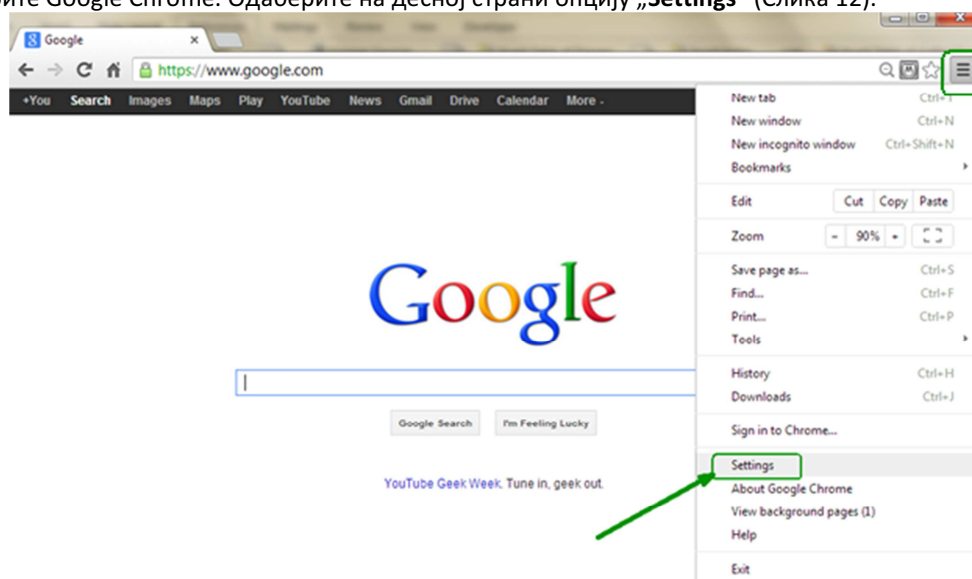 ите Google Chrome. Одаберите на десној страни опцију „Settings“ (Слика 12).
Google
https://www.google.com
+You Search Images Maps Play YouTube News Gmail Drive Calendar More -
New tab Ctrl+T
New window Ctrl+N
New incognito window Ctrl+Shift+N
Bookmarks
Edit Cut Copy Paste
Zoom - 90% +
Save page as... Ctrl+S
Find... Ctrl+F
Print... Ctrl+P
Tools
History Ctrl+H
Downloads Ctrl+J
Sign in to Chrome...
Settings
About Google Chrome
View background pages (1)
Help
Exit
Google
Google Search I'm Feeling Lucky
YouTube Geek Week. Tune in, geek out.